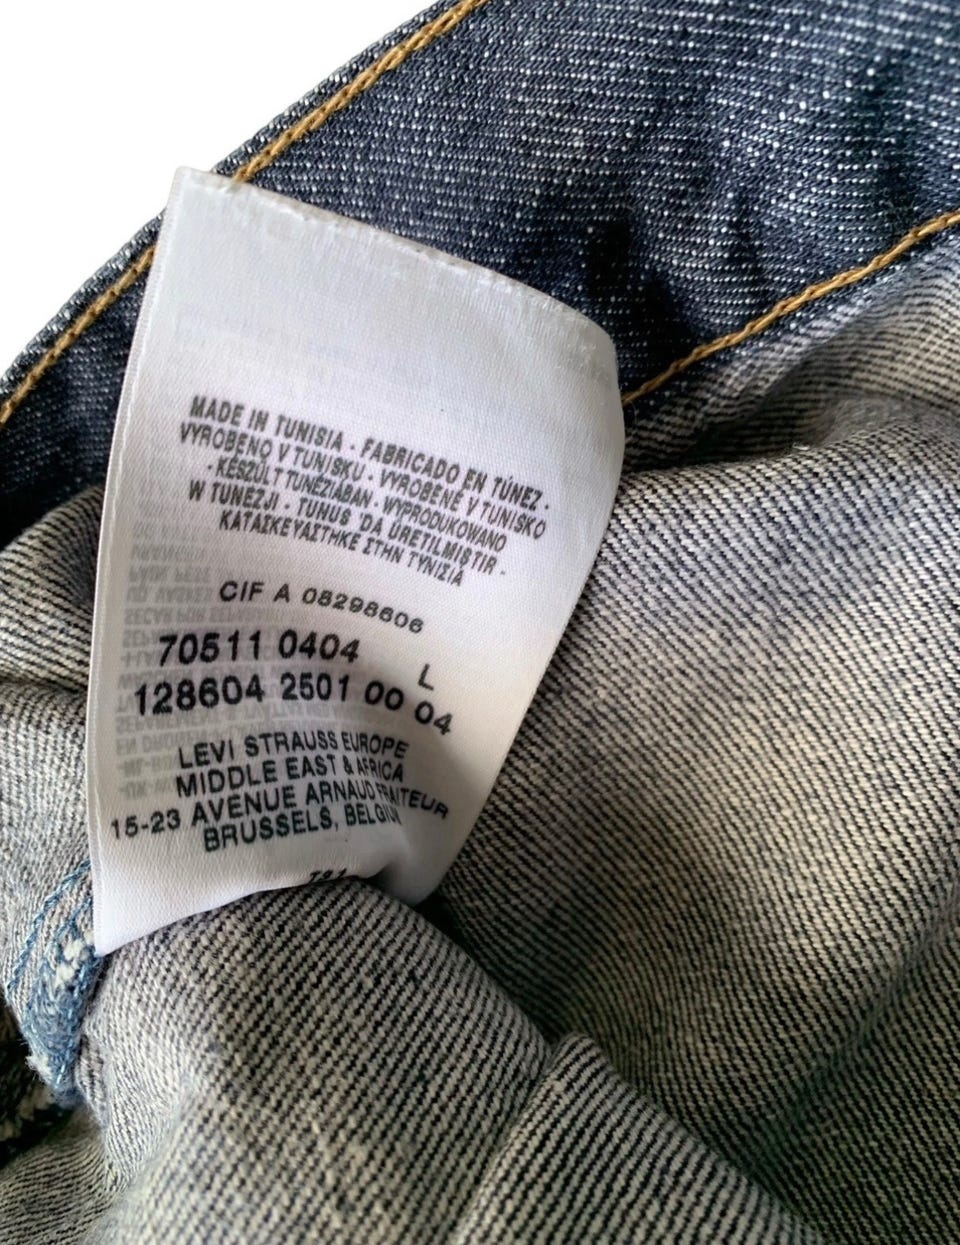 MADE IN TUNISIA - FABRICADO EN TÚNEZ -
VYROBENO V TUNISKU - VYROBENÉ V TUNISKO
- KÉSZÜLT TUNÉZIÁBAN - WYPRODUKOWANO
W TUNEZJI - TUNUS 'DA ÜRETILMIŞTIR -
ΚΑΤΑΣΚΕΥΑΣΤΗΚΕ ΣΤΗΝ ΤΥΝΙΣΙΑ
CIF A 08298606
70511 0404
L
128604 2501 00 04
LEVI STRAUSS EUROPE
MIDDLE EAST & AFRICA
15-23 AVENUE ARNAUD FRAITEUR
BRUSSELS, BELGIUM